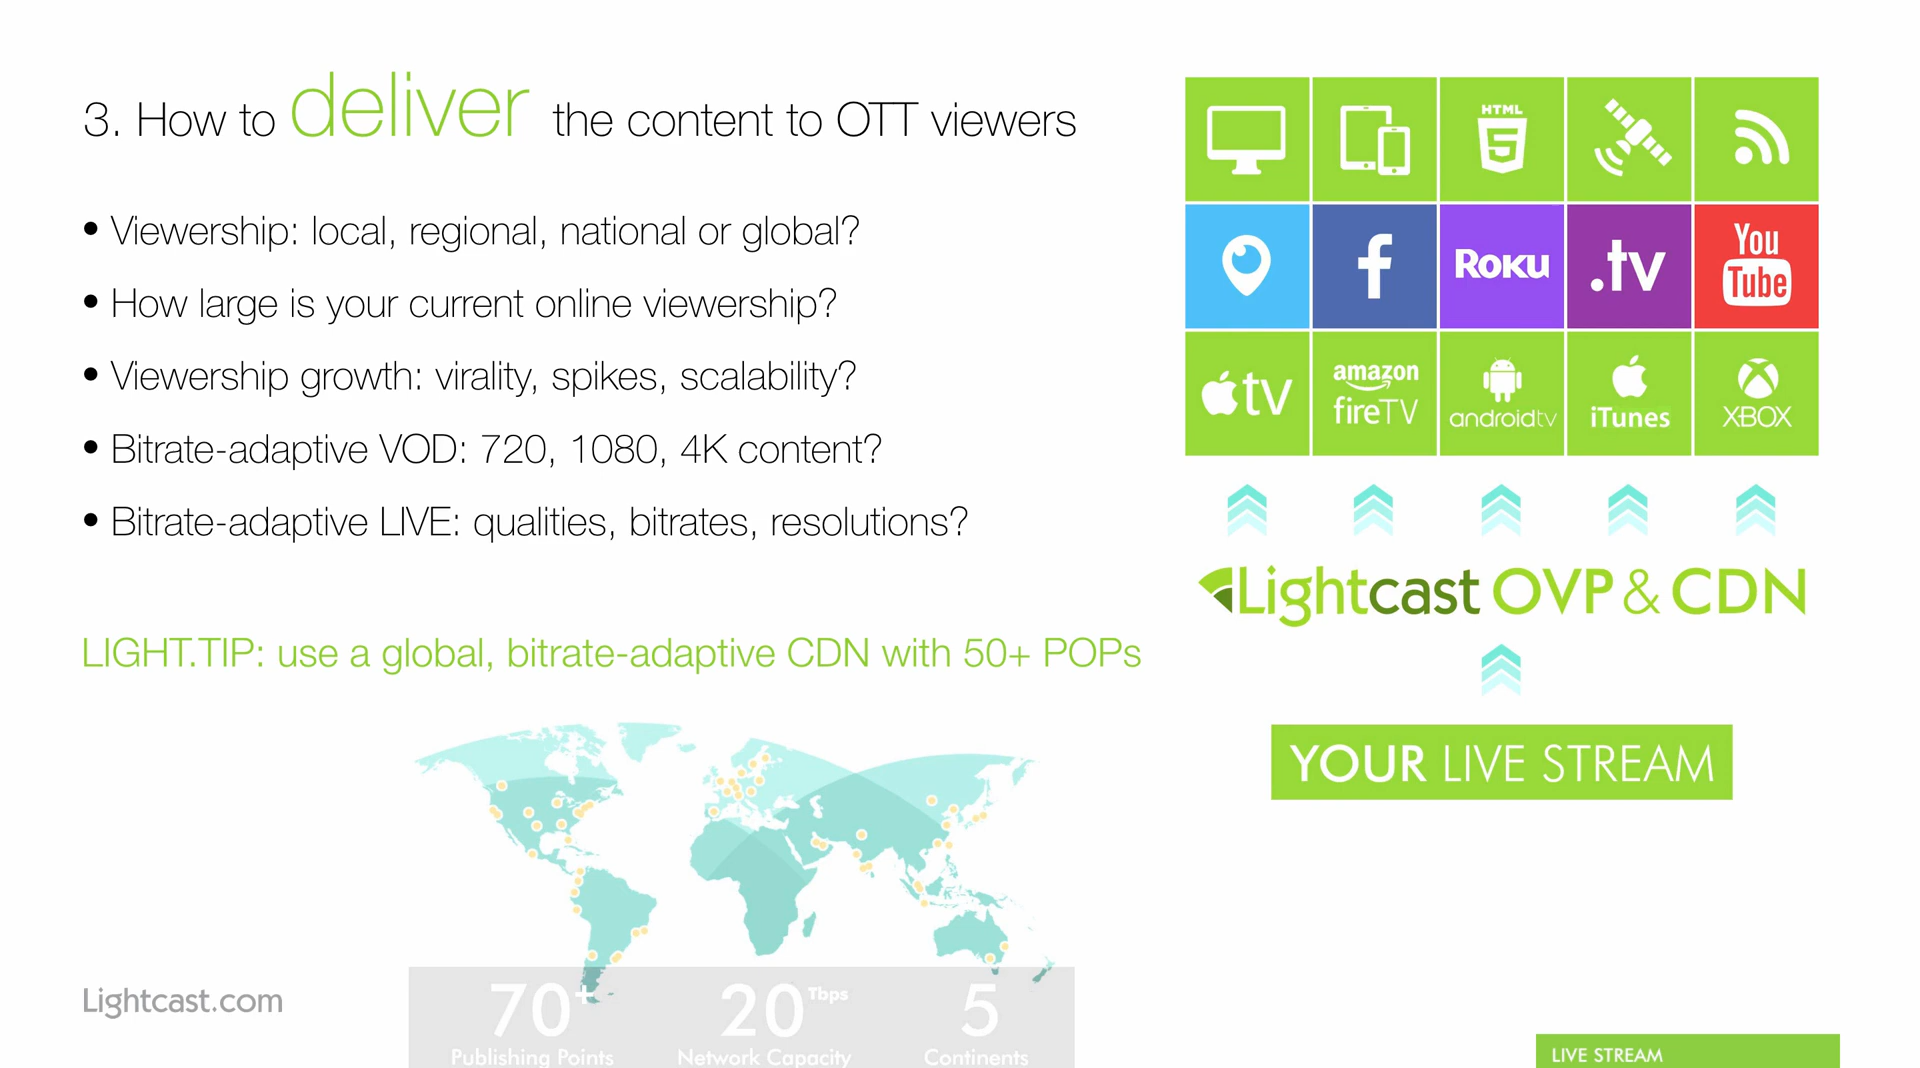 3. How to deliver the content to OTT viewers
• Viewership: local, regional, national or global?
• How large is your current online viewership?
• Viewership growth: virality, spikes, scalability?
• Bitrate-adaptive VOD: 720, 1080, 4K content?
• Bitrate-adaptive LIVE: qualities, bitrates, resolutions?
LIGHT.TIP: use a global, bitrate-adaptive CDN with 50+ POPs
HTML
5
f
ROKU
.tv
You
Tube
tv
amazon
fireTV
androidtv
iTunes
XBOX
Lightcast OVP & CDN
YOUR LIVE STREAM
70+
Publishing Points
20 Tbps
Network Capacity
5
Continents
Lightcast.com
LIVE STREAM